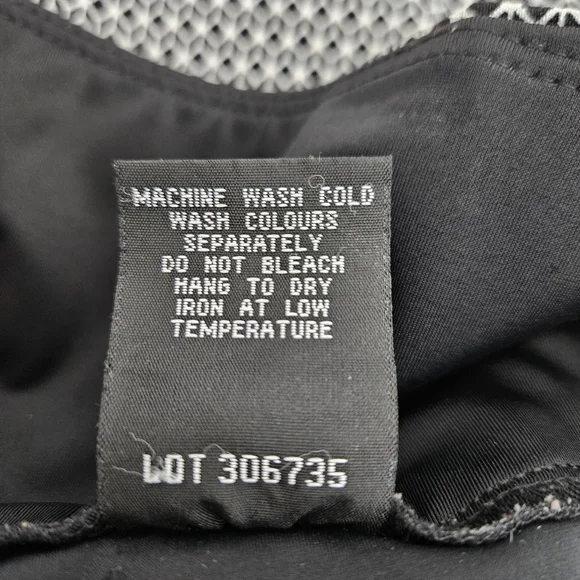 MACHINE WASH COLD
WASH COLOURS
SEPARATELY
DO NOT BLEACH
HANG TO DRY
IRON AT LOW
TEMPERATURE
LOT 306735